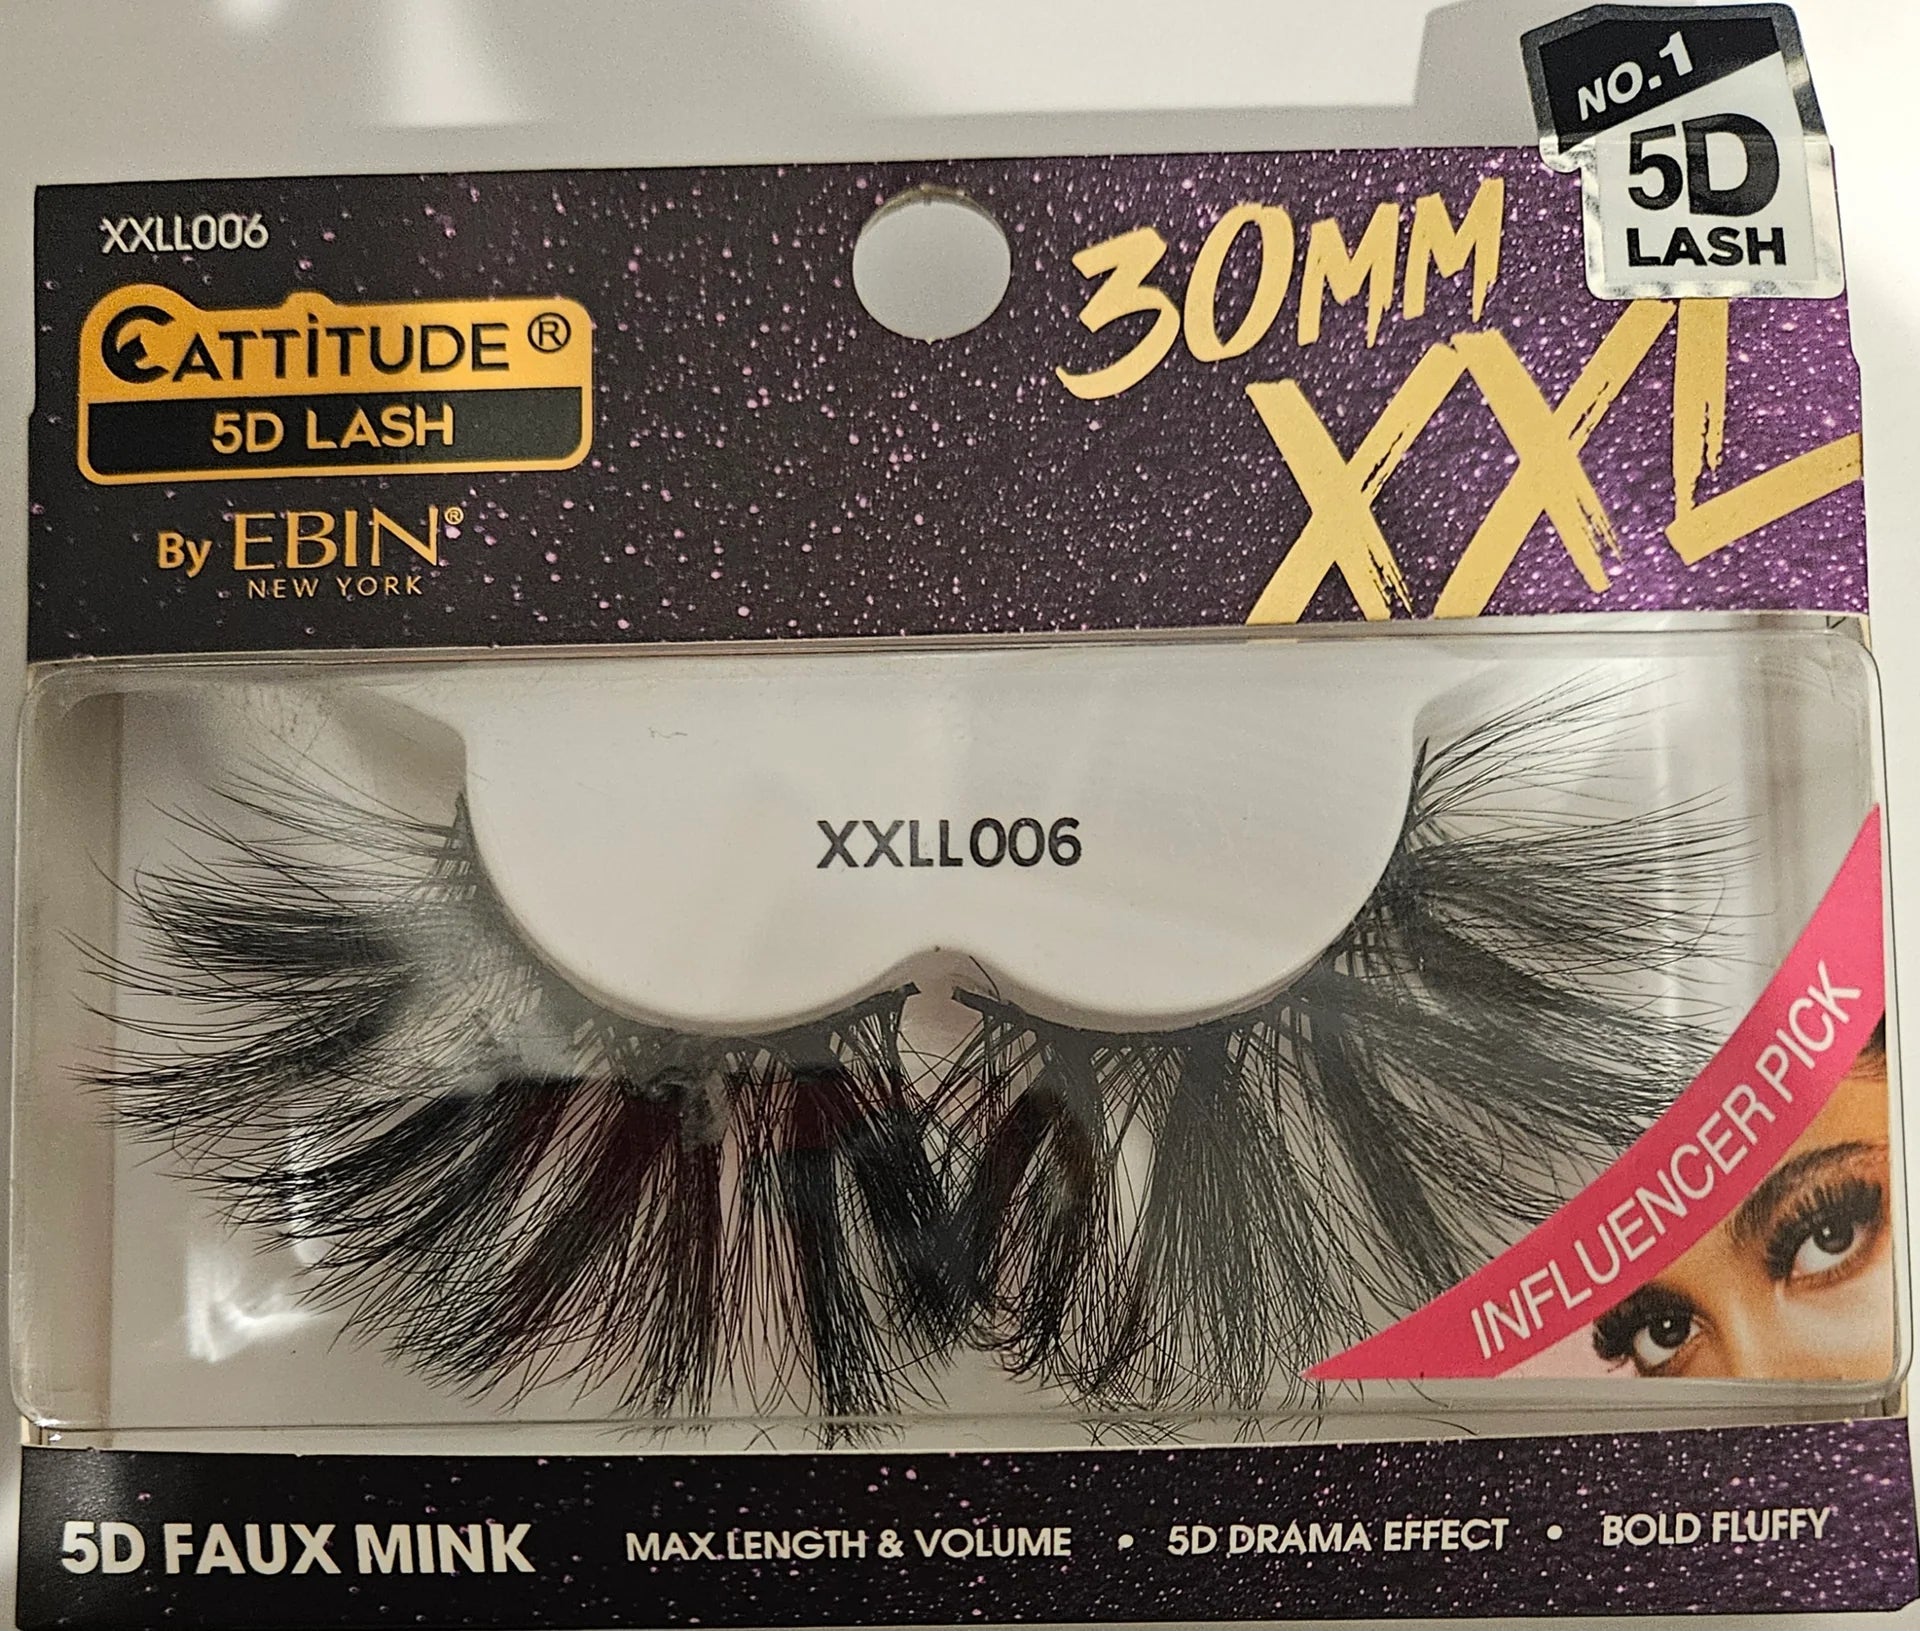 NO.1
5D
LASH
XXLL006
30MM
XXL
CATTITUDE ®
5D LASH
By EBIN®
NEW YORK
XXLL006
INFLUENCER PICK
5D FAUX MINK MAX LENGTH & VOLUME • 5D DRAMA EFFECT • BOLD FLUFFY